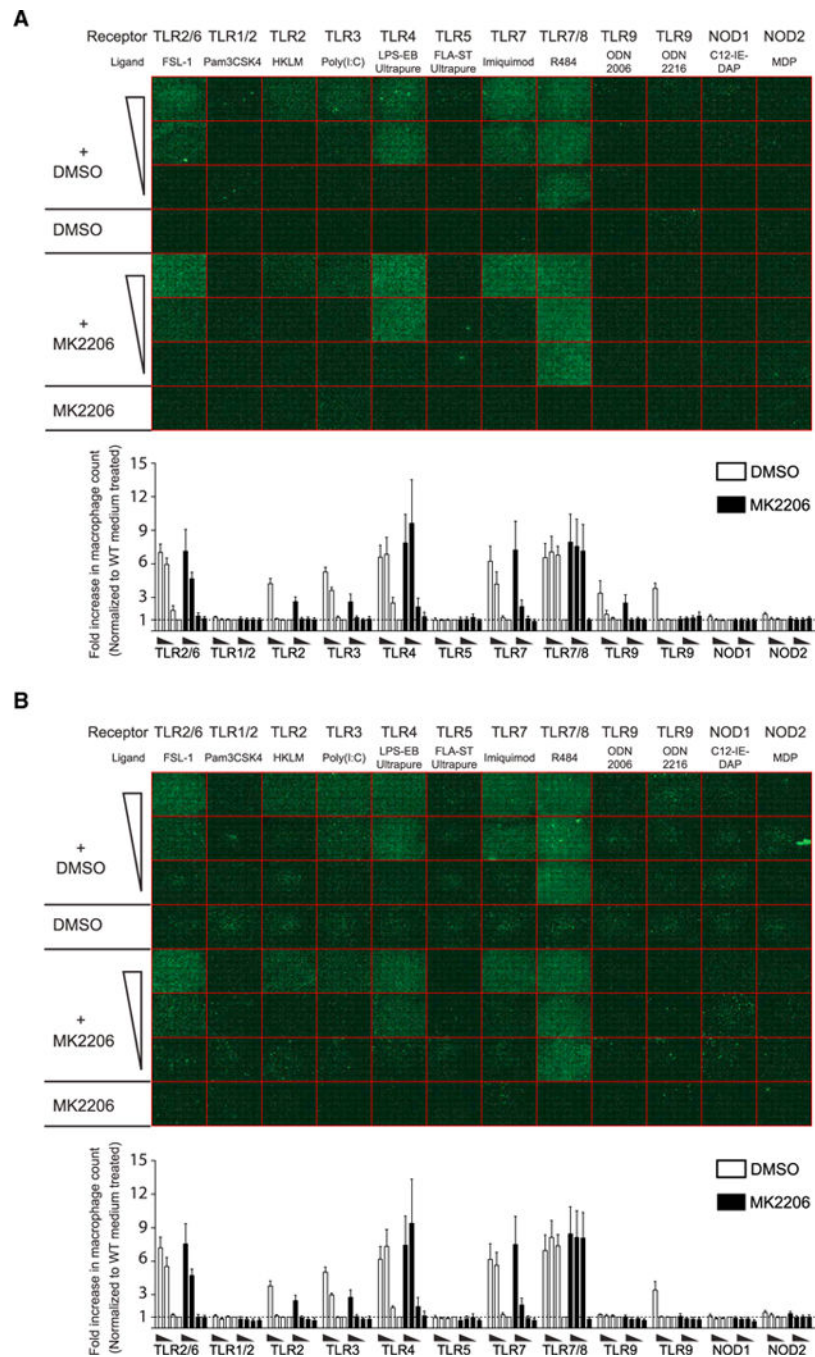 A
Receptor TLR2/6 TLR1/2 TLR2 TLR3 TLR4 TLR5 TLR7 TLR7/8 TLR9 TLR9 NOD1 NOD2
Ligand FSL-1 Pam3CSK4 HKLM Poly(I:C) LPS-EB Ultrapure FLA-ST Ultrapure Imiquimod R484 ODN 2006 ODN 2216 C12-IE-DAP MDP
+
DMSO
DMSO
+
MK2206
MK2206
Fold increase in macrophage count
(Normalized to WT medium treated)
15
12
9
6
3
1
DMSO
MK2206
TLR2/6 TLR1/2 TLR2 TLR3 TLR4 TLR5 TLR7 TLR7/8 TLR9 TLR9 NOD1 NOD2
B
Receptor TLR2/6 TLR1/2 TLR2 TLR3 TLR4 TLR5 TLR7 TLR7/8 TLR9 TLR9 NOD1 NOD2
Ligand FSL-1 Pam3CSK4 HKLM Poly(I:C) LPS-EB Ultrapure FLA-ST Ultrapure Imiquimod R484 ODN 2006 ODN 2216 C12-IE-DAP MDP
+
DMSO
DMSO
+
MK2206
MK2206
Fold increase in macrophage count
(Normalized to WT medium treated)
15
12
9
6
3
1
DMSO
MK2206
TLR2/6 TLR1/2 TLR2 TLR3 TLR4 TLR5 TLR7 TLR7/8 TLR9 TLR9 NOD1 NOD2